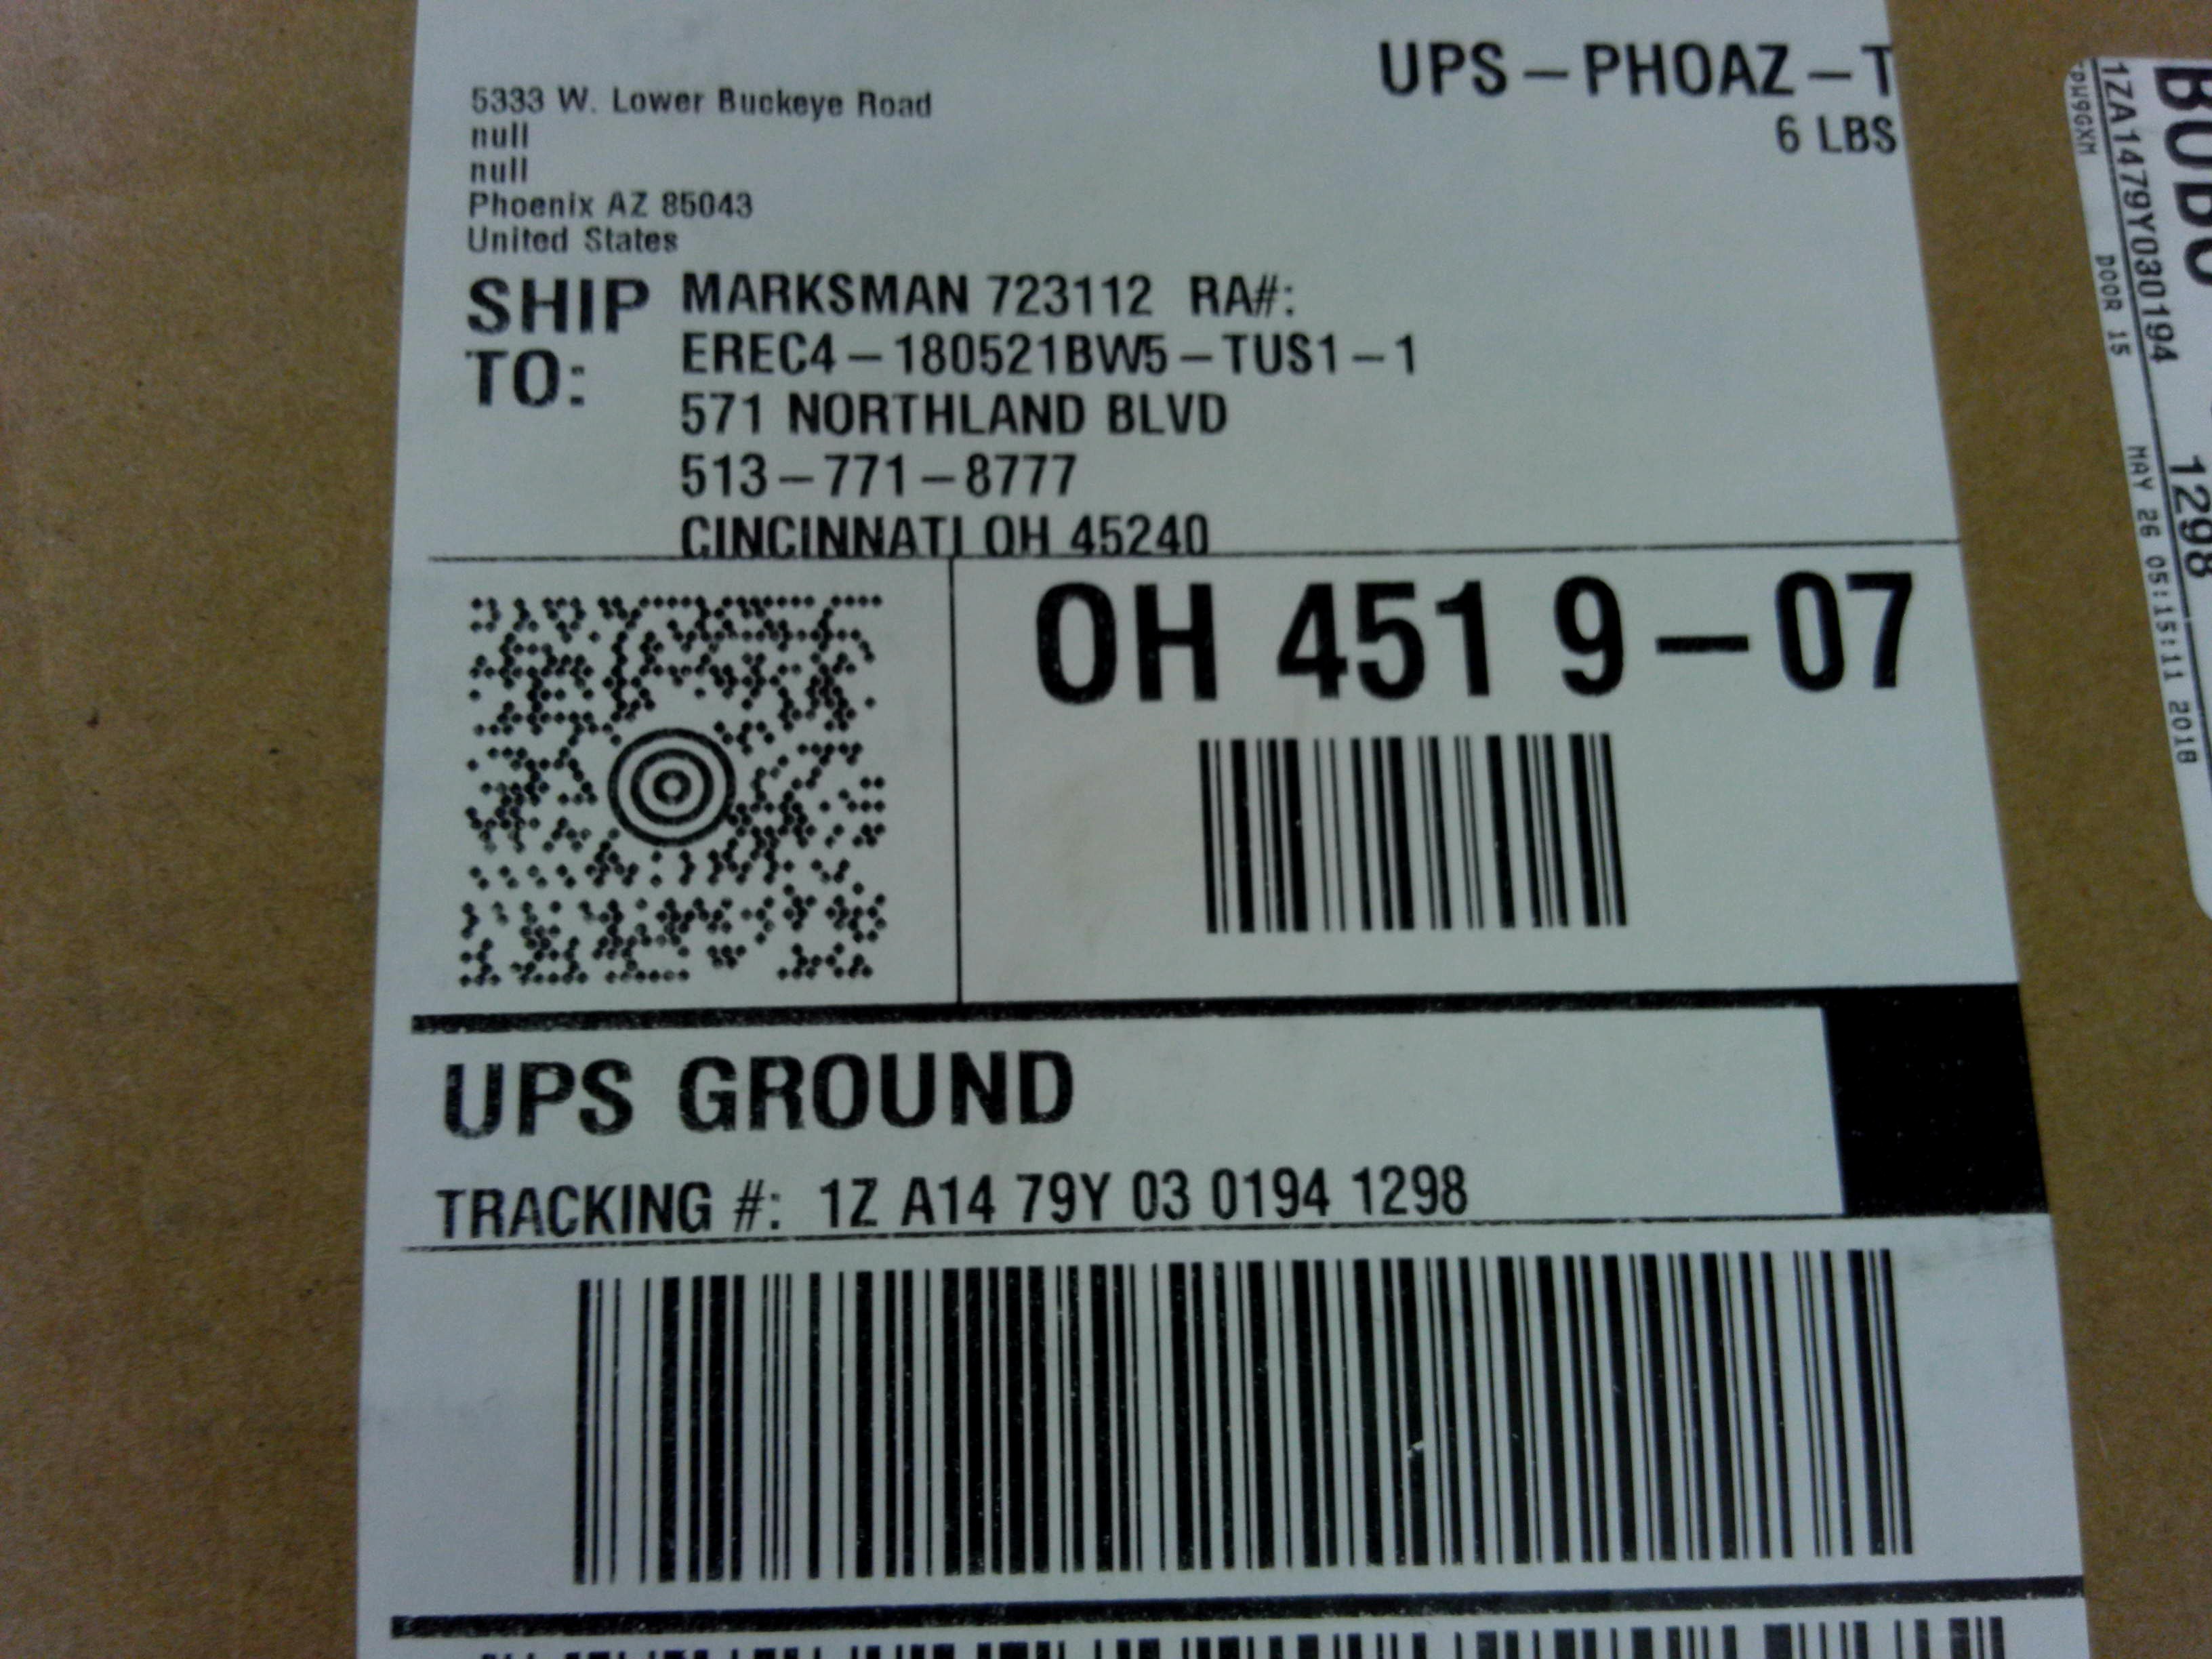 UPS – PHOAZ – T
6 LBS
5333 W. Lower Buckeye Road
null
null
Phoenix AZ 85043
United States
SHIP TO:
MARKSMAN 723112 RA#:
EREC4 – 180521BW5 – TUS1 – 1
571 NORTHLAND BLVD
513 – 771 – 8777
CINCINNATI OH 45240
OH 451 9 – 07
UPS GROUND
TRACKING #: 1Z A14 79Y 03 0194 1298
1298
1ZA1479Y030194
DOOR 15 MAY 26 05:15:11 2018